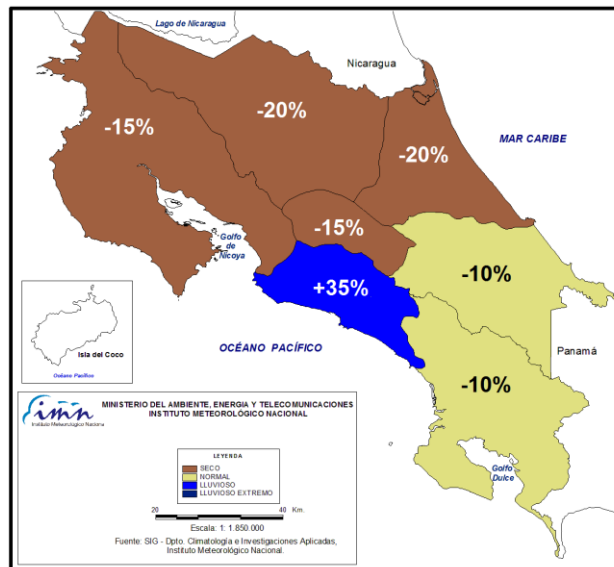 Lago de Nicaragua
Nicaragua
-20%
-15%
MAR CARIBE
-20%
-15%
Golfo
de
Nicoya
-10%
+35%
Isla del Coco
Océano Pacífico
OCÉANO PACÍFICO
Panamá
-10%
imn
Instituto Meteorológico Nacional
MINISTERIO DEL AMBIENTE, ENERGIA Y TELECOMUNICACIONES
INSTITUTO METEOROLÓGICO NACIONAL
Golfo
Dulce
LEYENDA
SECO
NORMAL
LLUVIOSO
LLUVIOSO EXTREMO
20 0 40 Km.
Escala: 1: 1.850.000
Fuente: SIG - Dpto. Climatología e Investigaciones Aplicadas,
Instituto Meteorológico Nacional.